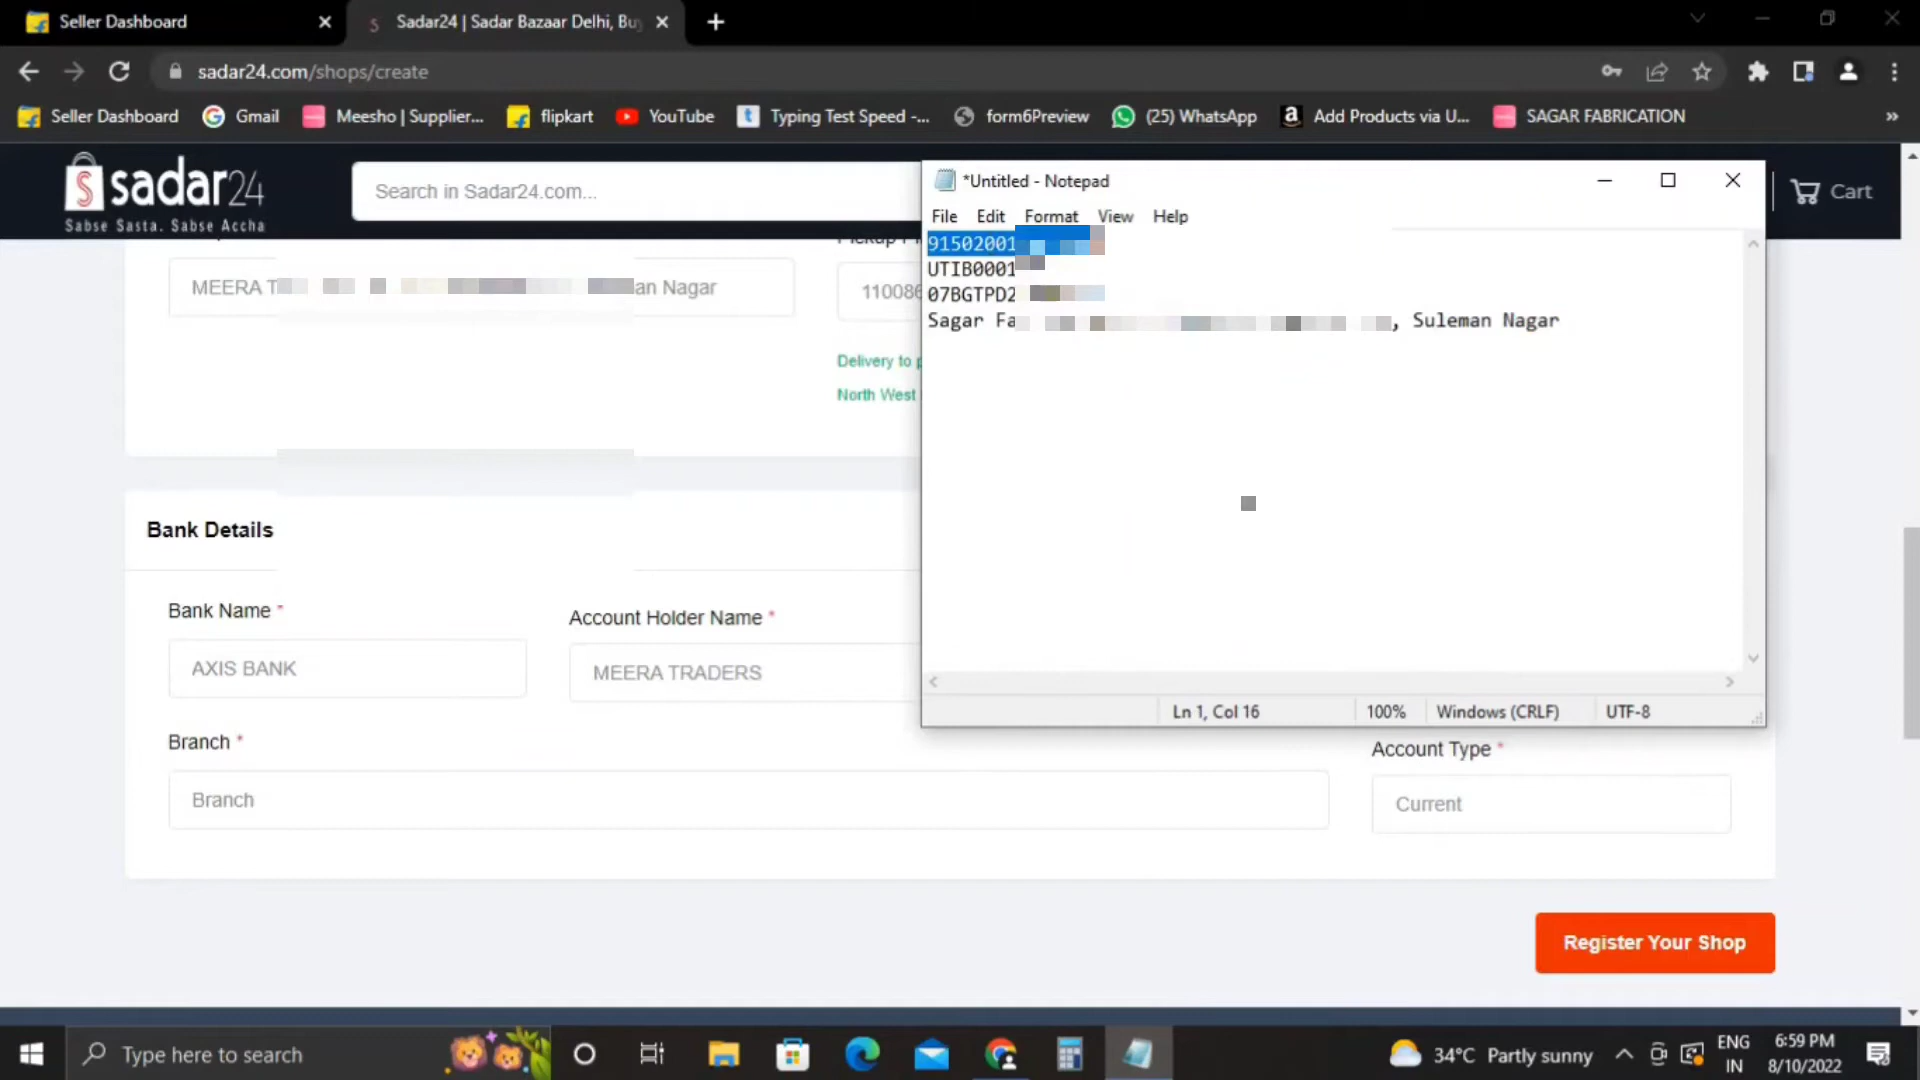 Seller Dashboard
Sadar24 | Sadar Bazaar Delhi, Bu
sadar24.com/shops/create
Seller Dashboard
Gmail
Meesho | Supplier...
flipkart
YouTube
Typing Test Speed -...
form6Preview
(25) WhatsApp
Add Products via U...
SAGAR FABRICATION
sadar24
Sabse Sasta. Sabse Accha
Search in Sadar24.com...
Cart
*Untitled - Notepad
File Edit Format View Help
91502001
UTIB0001
07BGTPD2
Sagar Fa , Suleman Nagar
Ln 1, Col 16
100%
Windows (CRLF)
UTF-8
MEERA T an Nagar
11008
Delivery to
North West
Bank Details
Bank Name *
Account Holder Name *
AXIS BANK
MEERA TRADERS
Branch *
Account Type *
Branch
Current
Register Your Shop
Type here to search
34°C Partly sunny
ENG
IN
6:59 PM
8/10/2022